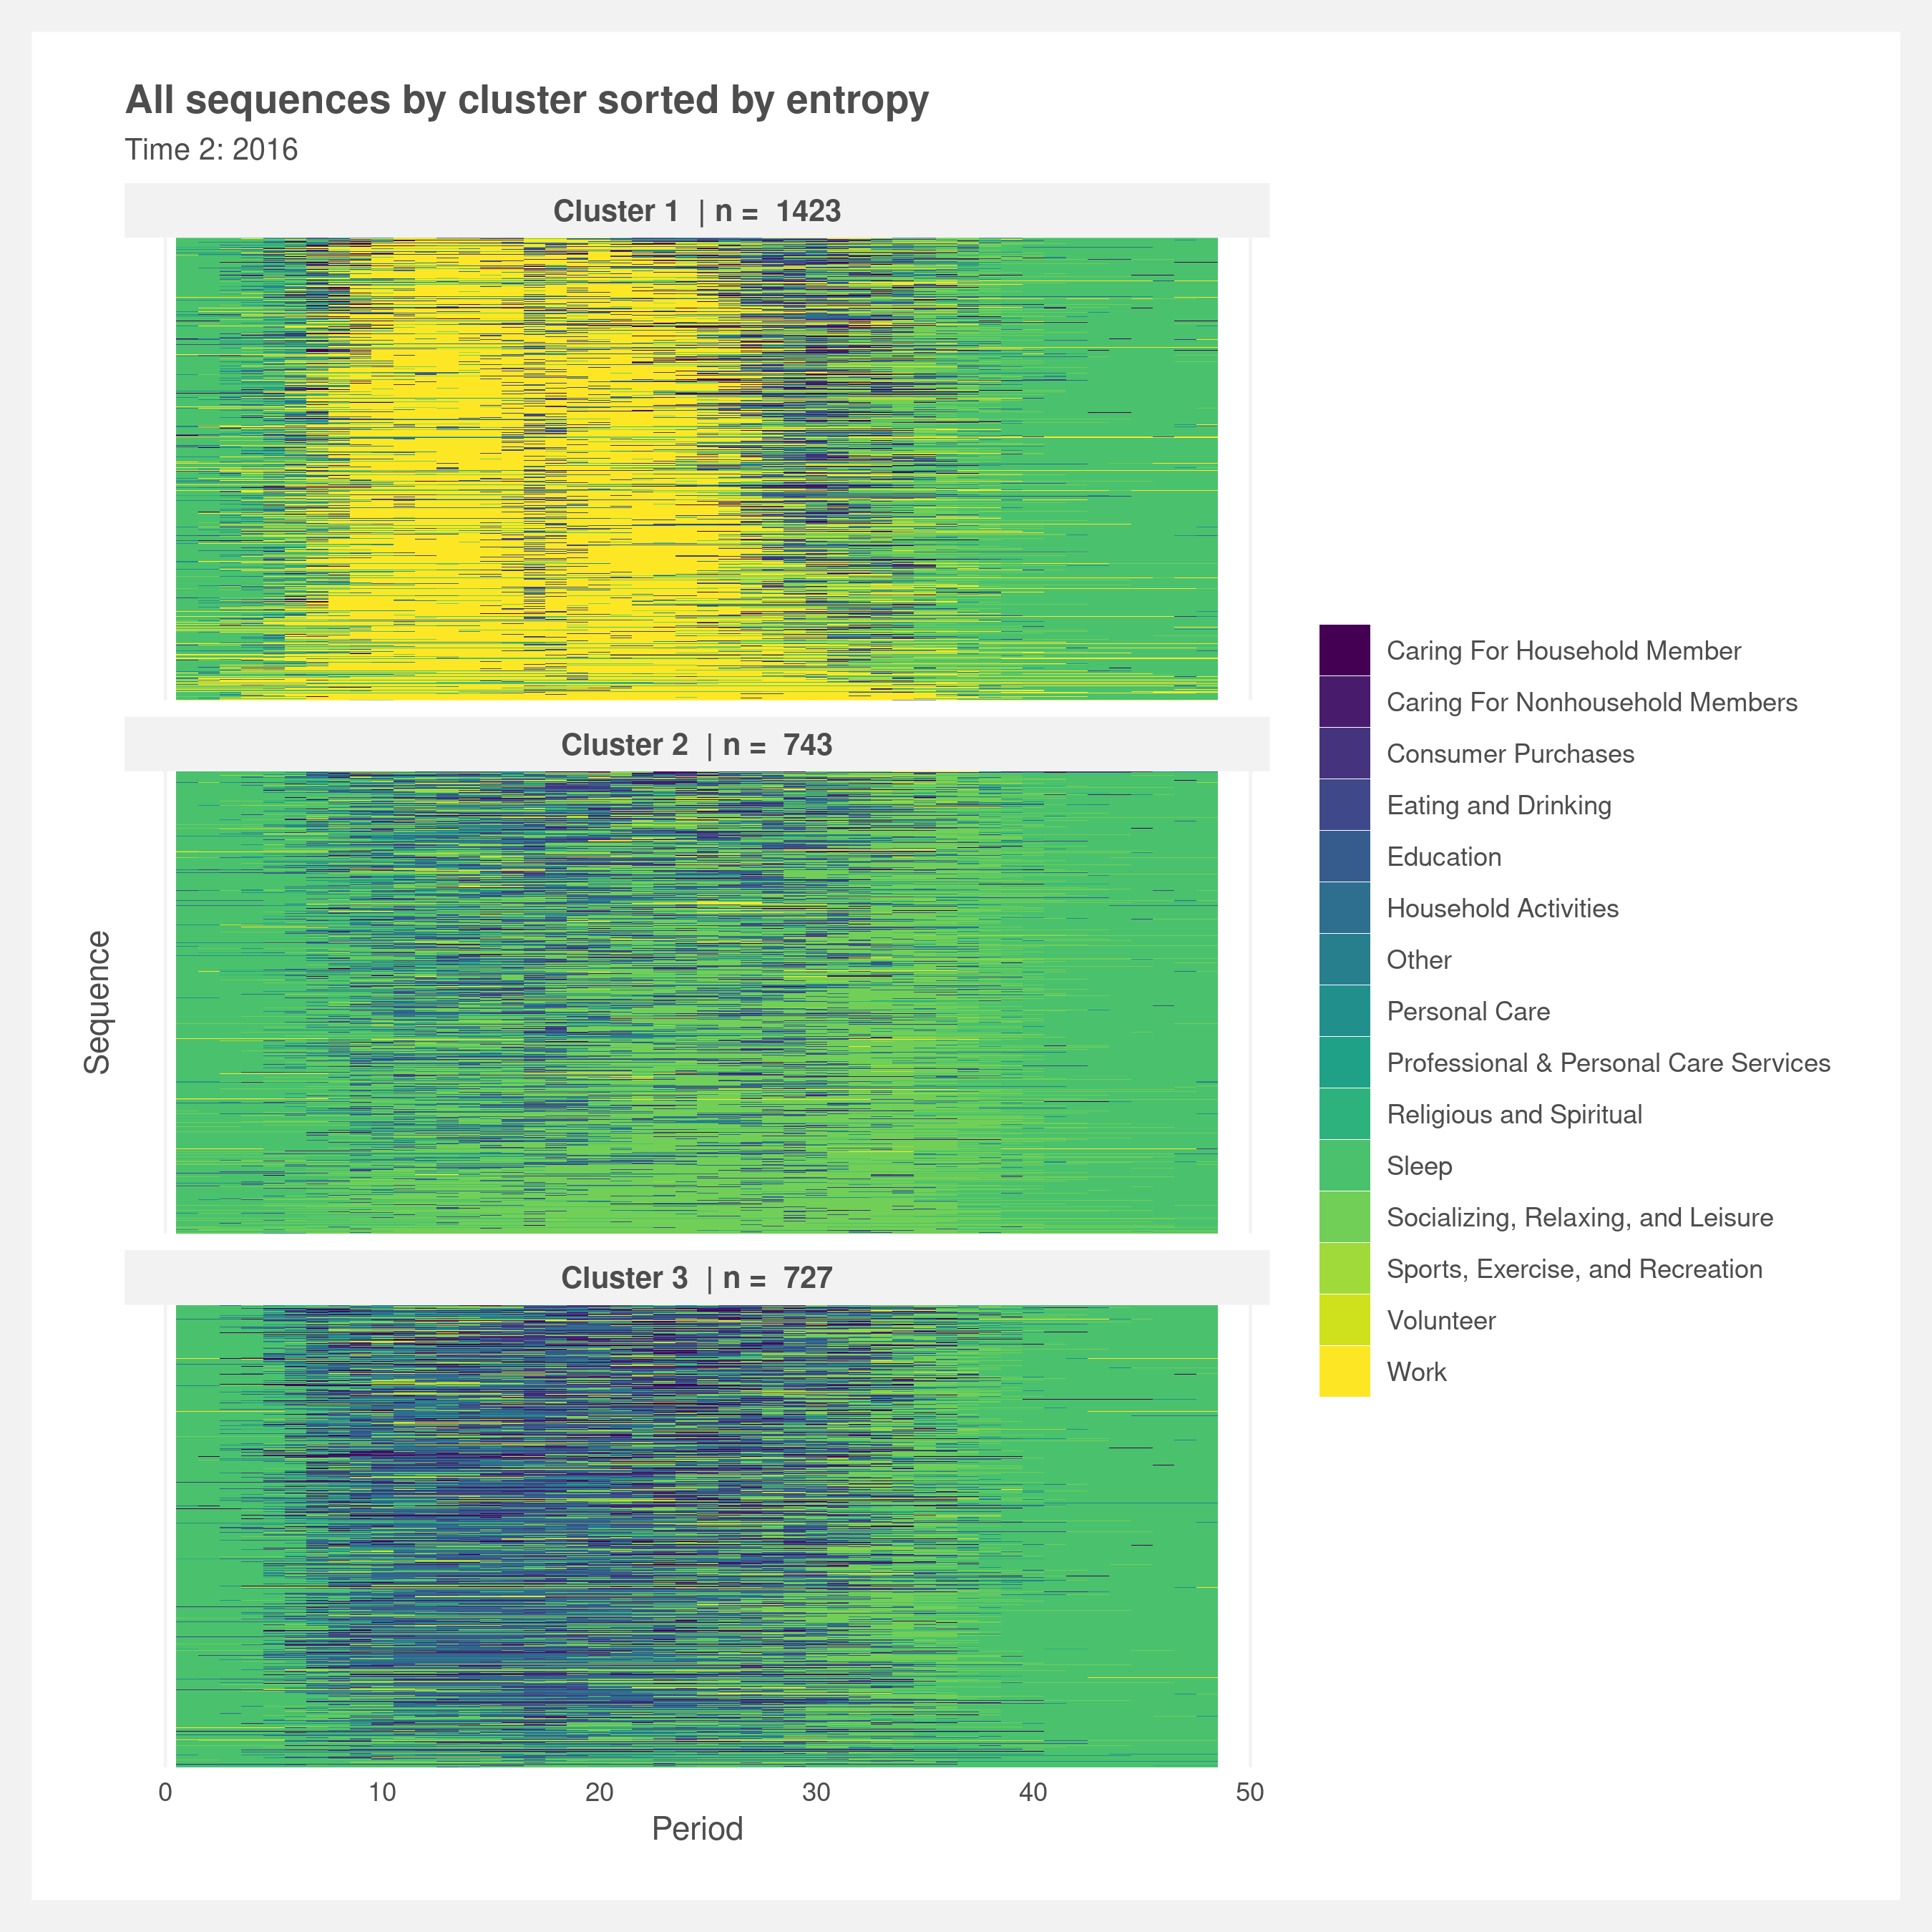 All sequences by cluster sorted by entropy
Time 2: 2016
Cluster 1 | n = 1423
Cluster 2 | n = 743
Cluster 3 | n = 727
Sequence
0 10 20 30 40 50
Period
Caring For Household Member
Caring For Nonhousehold Members
Consumer Purchases
Eating and Drinking
Education
Household Activities
Other
Personal Care
Professional & Personal Care Services
Religious and Spiritual
Sleep
Socializing, Relaxing, and Leisure
Sports, Exercise, and Recreation
Volunteer
Work